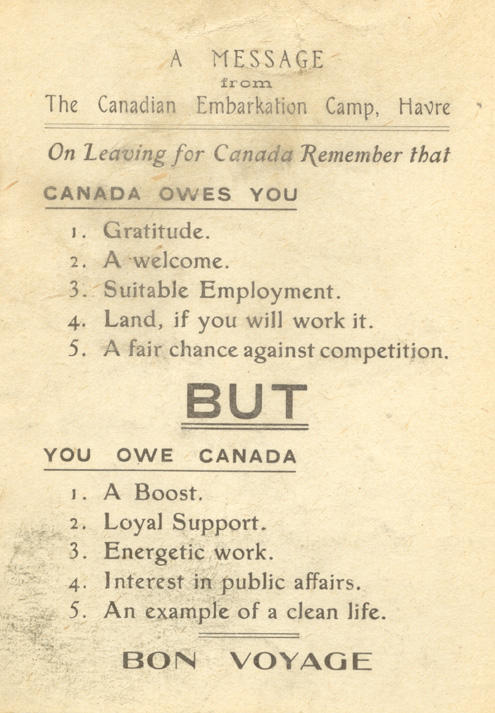 A MESSAGE
from
The Canadian Embarkation Camp, Havre
On Leaving for Canada Remember that
CANADA OWES YOU
1. Gratitude.
2. A welcome.
3. Suitable Employment.
4. Land, if you will work it.
5. A fair chance against competition.
BUT
YOU OWE CANADA
1. A Boost.
2. Loyal Support.
3. Energetic work.
4. Interest in public affairs.
5. An example of a clean life.
BON VOYAGE